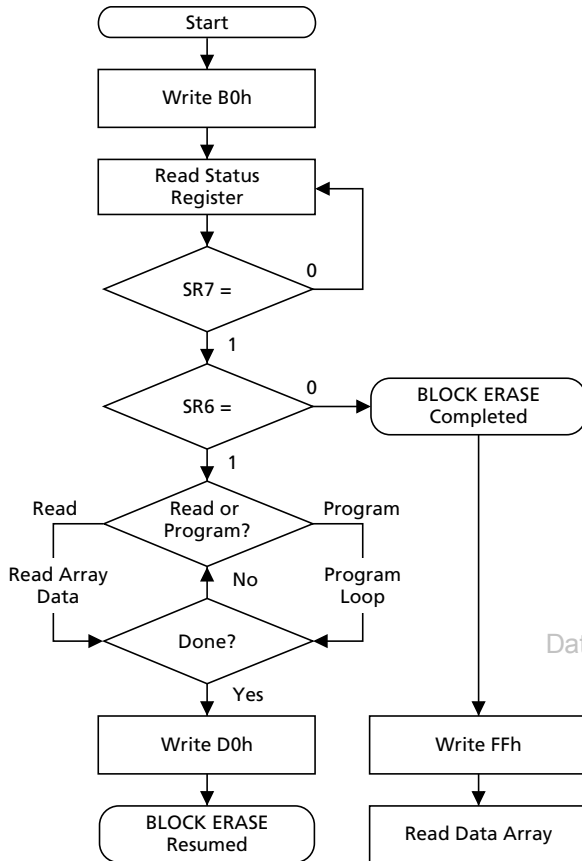 Start
Write B0h
Read Status
Register
0
SR7 =
1
0
SR6 =
BLOCK ERASE
Completed
1
Read
Read or
Program?
Program
Read Array
Data
No
Program
Loop
Done?
Dat
Yes
Write D0h
Write FFh
BLOCK ERASE
Resumed
Read Data Array